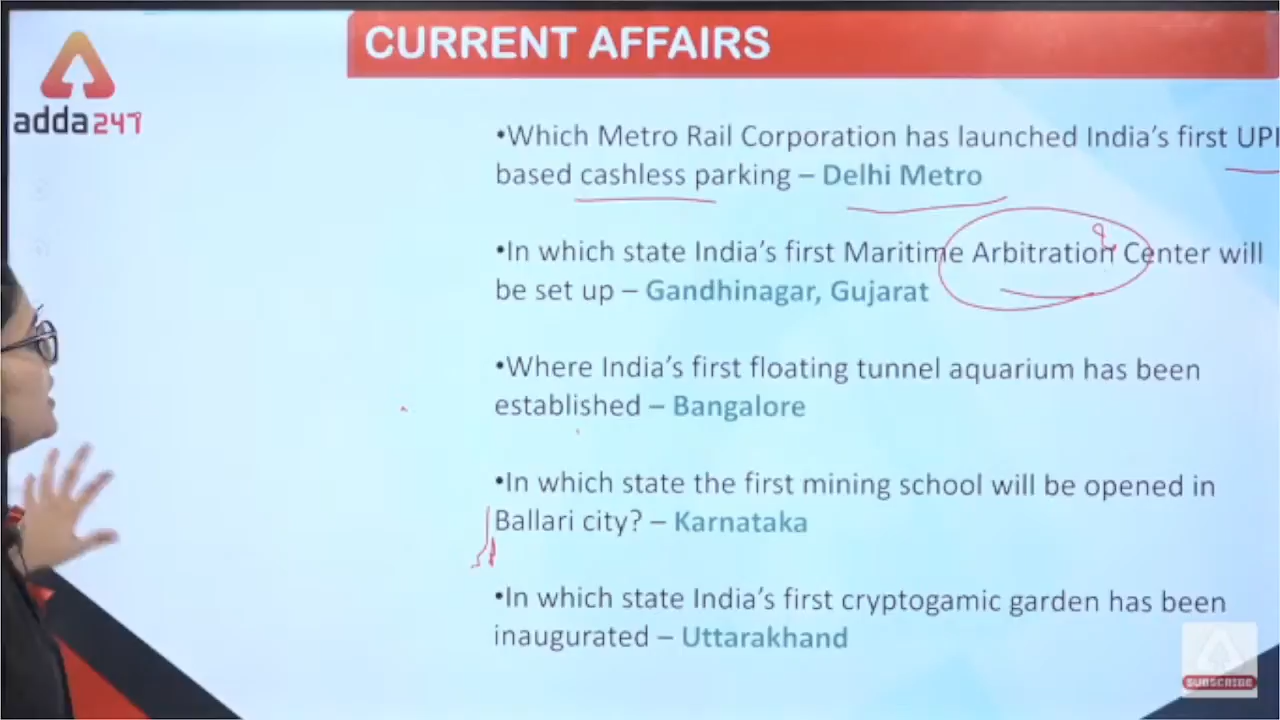 CURRENT AFFAIRS
adda247
•Which Metro Rail Corporation has launched India's first UPI
based cashless parking – Delhi Metro
•In which state India's first Maritime Arbitration Center will
be set up – Gandhinagar, Gujarat
•Where India's first floating tunnel aquarium has been
established – Bangalore
•In which state the first mining school will be opened in
Ballari city? – Karnataka
•In which state India's first cryptogamic garden has been
inaugurated – Uttarakhand
SUBSCRIBE